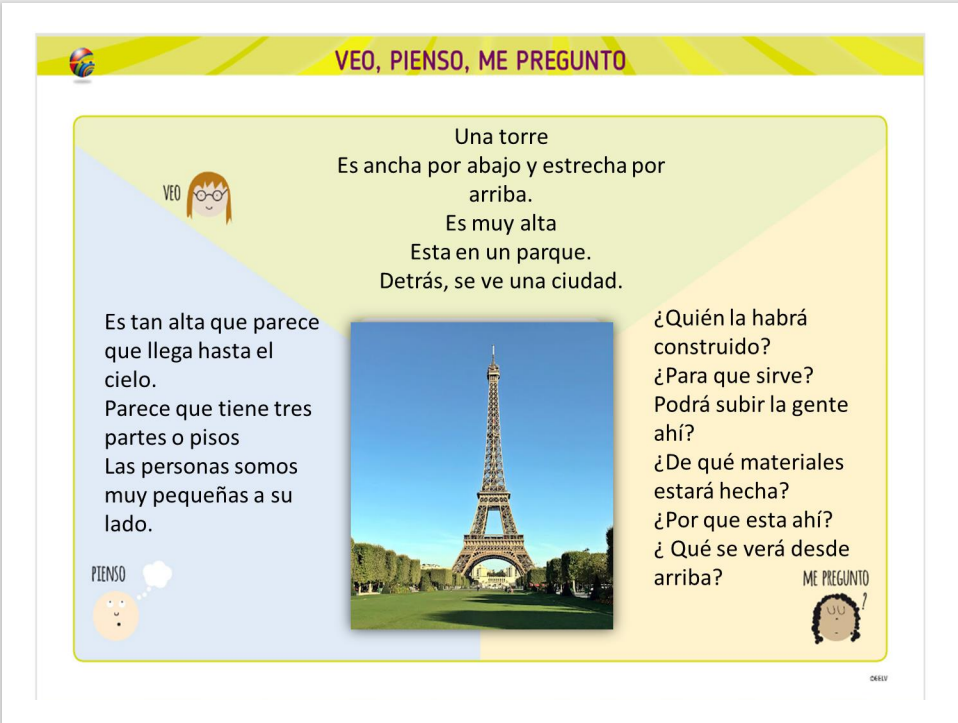 VEO, PIENSO, ME PREGUNTO
VEO
Una torre
Es ancha por abajo y estrecha por
arriba.
Es muy alta
Esta en un parque.
Detrás, se ve una ciudad.
Es tan alta que parece
que llega hasta el
cielo.
Parece que tiene tres
partes o pisos
Las personas somos
muy pequeñas a su
lado.
PIENSO
¿Quién la habrá
construido?
¿Para que sirve?
Podrá subir la gente
ahí?
¿De qué materiales
estará hecha?
¿Por que esta ahí?
¿ Qué se verá desde
arriba?
ME PREGUNTO
?